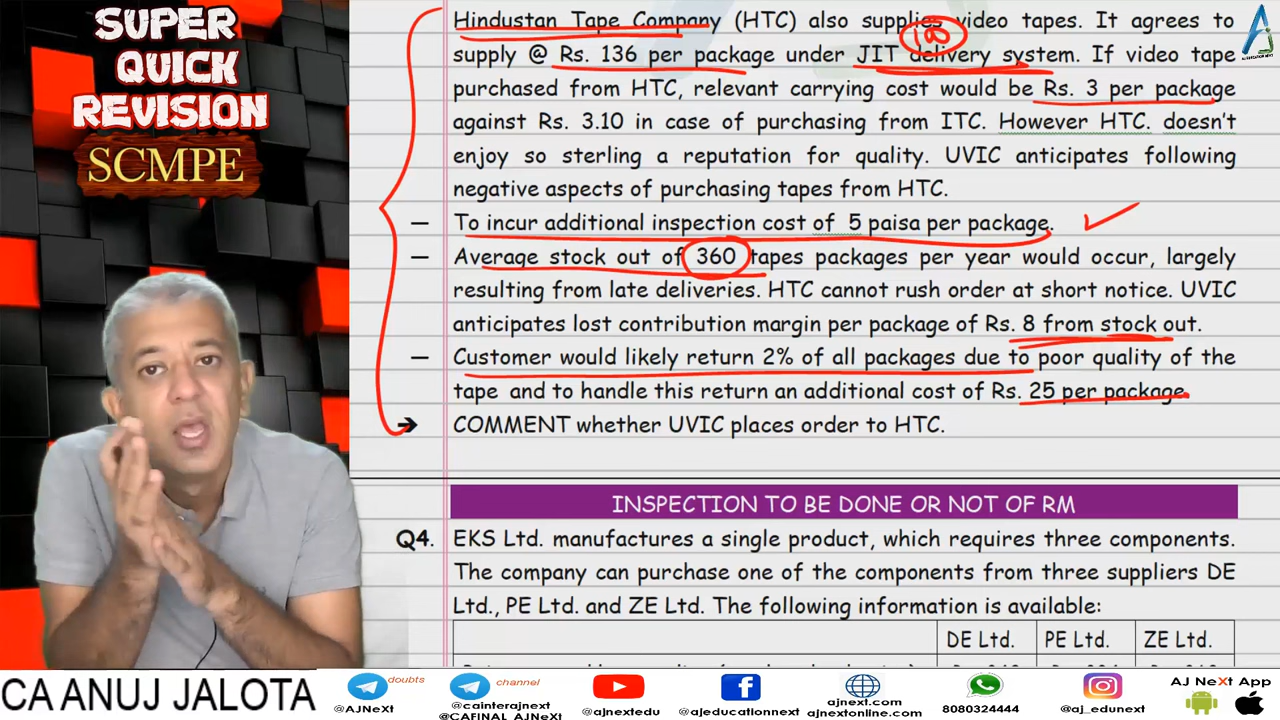 SUPER
QUICK
REVISION
SCMPE
Hindustan Tape Company (HTC) also supplies video tapes. It agrees to
supply @ Rs. 136 per package under JIT delivery system. If video tape
purchased from HTC, relevant carrying cost would be Rs. 3 per package
against Rs. 3.10 in case of purchasing from ITC. However HTC. doesn't
enjoy so sterling a reputation for quality. UVIC anticipates following
negative aspects of purchasing tapes from HTC.
— To incur additional inspection cost of 5 paisa per package.
— Average stock out of 360 tapes packages per year would occur, largely
resulting from late deliveries. HTC cannot rush order at short notice. UVIC
anticipates lost contribution margin per package of Rs. 8 from stock out.
— Customer would likely return 2% of all packages due to poor quality of the
tape and to handle this return an additional cost of Rs. 25 per package.
➔ COMMENT whether UVIC places order to HTC.
INSPECTION TO BE DONE OR NOT OF RM
Q4. EKS Ltd. manufactures a single product, which requires three components.
The company can purchase one of the components from three suppliers DE
Ltd., PE Ltd. and ZE Ltd. The following information is available:
DE Ltd. PE Ltd. ZE Ltd.
CA ANUJ JALOTA
doubts
@AJNeXt
channel
@cainterajnext
@CAFINAL_AJNeXt
@ajnextedu
@ajeducationnext
ajnext.com
ajnextonline.com
8080324444
@aj_edunext
AJ NeXt App